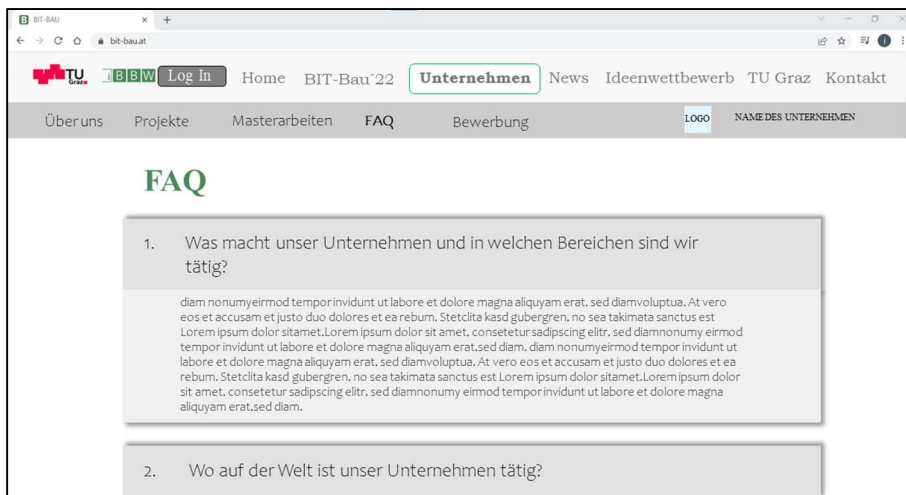 BIT-BAU
bit-bau.at
TU Graz BBW Log In Home BIT-Bau´22 Unternehmen News Ideenwettbewerb TU Graz Kontakt
Über uns Projekte Masterarbeiten FAQ Bewerbung LOGO NAME DES UNTERNEHMEN
FAQ
1. Was macht unser Unternehmen und in welchen Bereichen sind wir
tätig?
diam nonumyeirmod temporinvidunt ut labore et dolore magna aliquyam erat, sed diamvoluptua. At vero
eos et accusam et justo duo dolores et ea rebum. Stetclita kasd gubergren, no sea takimata sanctus est
Lorem ipsum dolor sitamet.Lorem ipsum dolor sit amet, consetetur sadipscing elitr, sed diamnonumy eirmod
tempor invidunt ut labore et dolore magna aliquyam erat,sed diam. diam nonumyeirmod temporinvidunt ut
labore et dolore magna aliquyam erat, sed diamvoluptua. At vero eos et accusam et justo duo dolores et ea
rebum. Stetclita kasd gubergren, no sea takimata sanctus est Lorem ipsum dolor sitamet.Lorem ipsum dolor
sit amet, consetetur sadipscing elitr, sed diamnonumy eirmod temporinvidunt ut labore et dolore magna
aliquyam erat,sed diam.
2. Wo auf der Welt ist unser Unternehmen tätig?